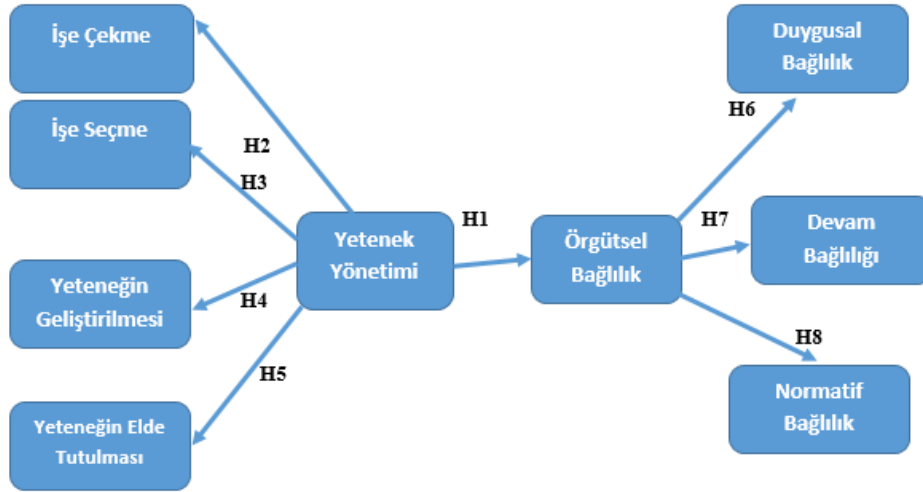 İşe Çekme
İşe Seçme
Yeteneğin
Geliştirilmesi
Yeteneğin Elde
Tutulması
H2
H3
H4
H5
Yetenek
Yönetimi
H1
Örgütsel
Bağlılık
H6
H7
H8
Duygusal
Bağlılık
Devam
Bağlılığı
Normatif
Bağlılık